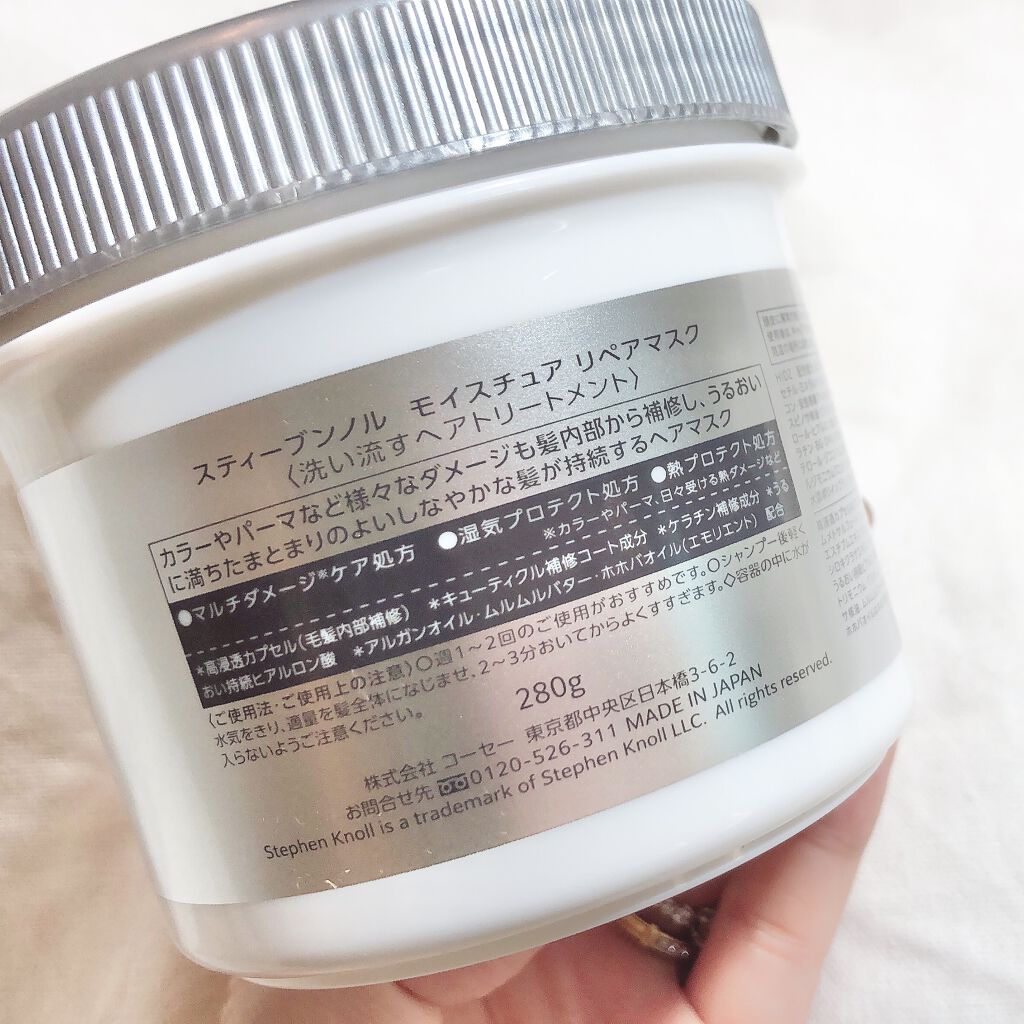 スティーブンノル モイスチュア リペアマスク
〈洗い流すヘアトリートメント〉
カラーやパーマなど様々なダメージも髪内部から補修し、うるおい
に満ちたまとまりのよいしなやかな髪が持続するヘアマスク
●マルチダメージ※ケア処方 ●湿気プロテクト処方 ●熱プロテクト処方
※カラーやパーマ、日々受ける熱ダメージなど
*高浸透カプセル(毛髪内部補修) *キューティクル補修コート成分 *ケラチン補修成分 *うる
おい持続ヒアルロン酸 *アルガンオイル・ムルムルバター・ホホバオイル(エモリエント) 配合
〈ご使用法・ご使用上の注意〉○週1～2回のご使用がおすすめです。○シャンプー後軽く
水気をきり、適量を髪全体になじませ、2～3分おいてからよくすすぎます。◇容器の中に水が
入らないようご注意ください。
280g
株式会社 コーセー 東京都中央区日本橋3-6-2
お問合せ先 0120-526-311 MADE IN JAPAN
Stephen Knoll is a trademark of Stephen Knoll LLC. All rights reserved.